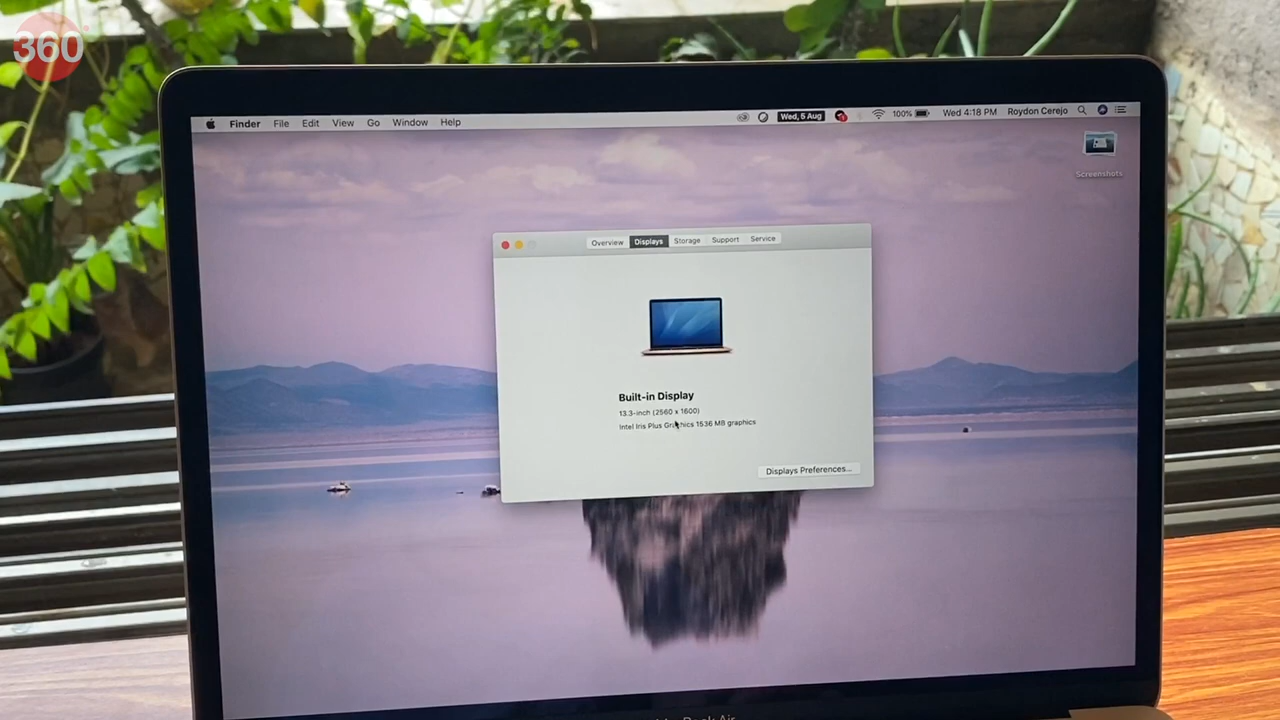 360
Finder File Edit View Go Window Help
Wed, 5 Aug 100% Wed 4:18 PM Roydon Cerejo
Screenshots
Overview Displays Storage Support Service
Built-in Display
13.3-inch (2560 x 1600)
Intel Iris Plus Graphics 1536 MB graphics
Displays Preferences...
Book Air